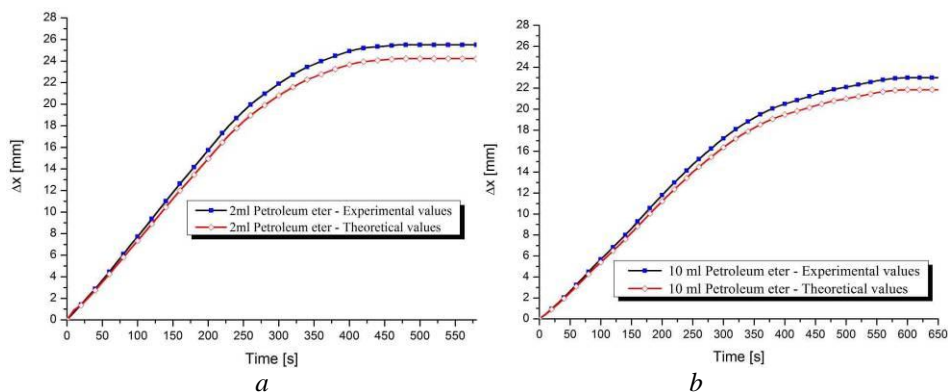 28
26
24
22
20
18
16
14
12
10
8
6
4
2
0
Δx [mm]
2ml Petroleum eter - Experimental values
2ml Petroleum eter - Theoretical values
0 50 100 150 200 250 300 350 400 450 500 550
Time [s]
a
28
26
24
22
20
18
16
14
12
10
8
6
4
2
0
Δx [mm]
10 ml Petroleum eter - Experimental values
10 ml Petroleum eter - Theoretical values
0 50 100 150 200 250 300 350 400 450 500 550 600 650
Time [s]
b